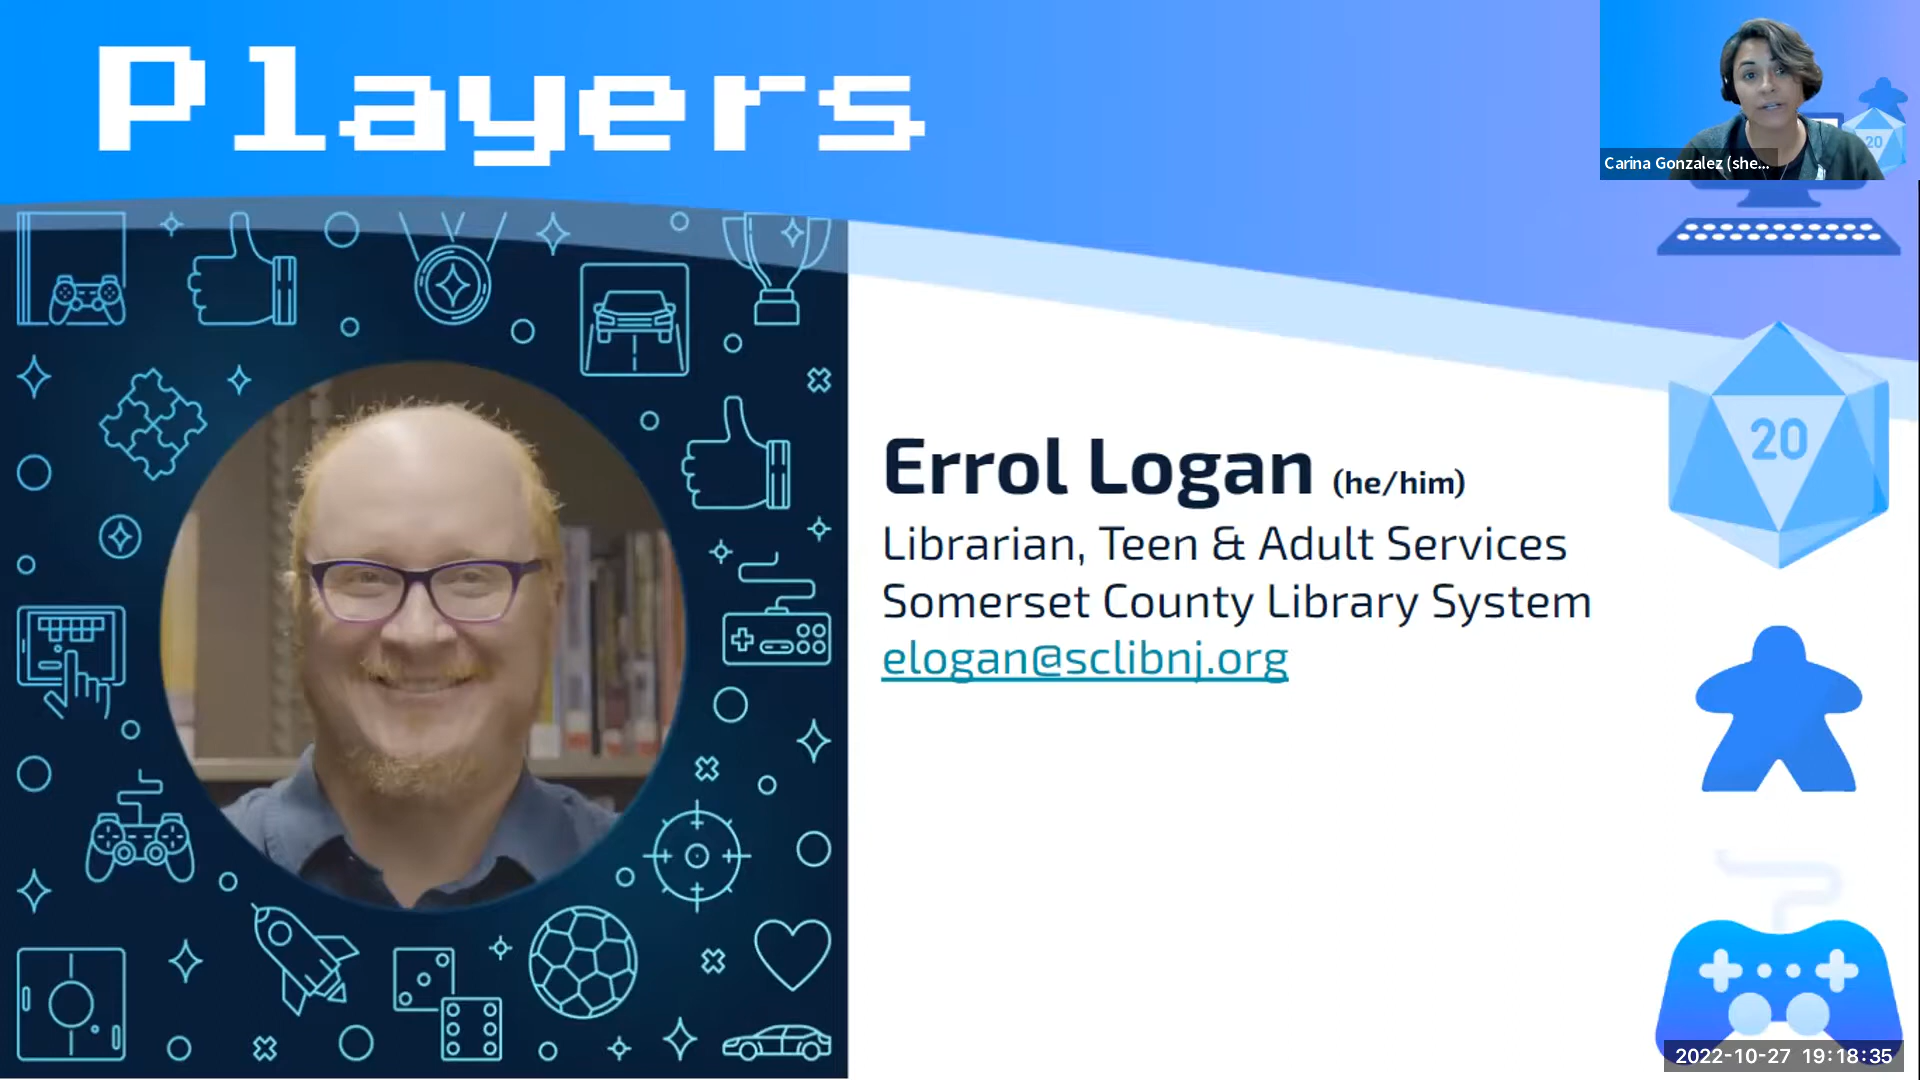 Players
Carina Gonzalez (she...
20
20
Errol Logan (he/him)
Librarian, Teen & Adult Services
Somerset County Library System
elogan@sclibnj.org
2022-10-27 19:18:35